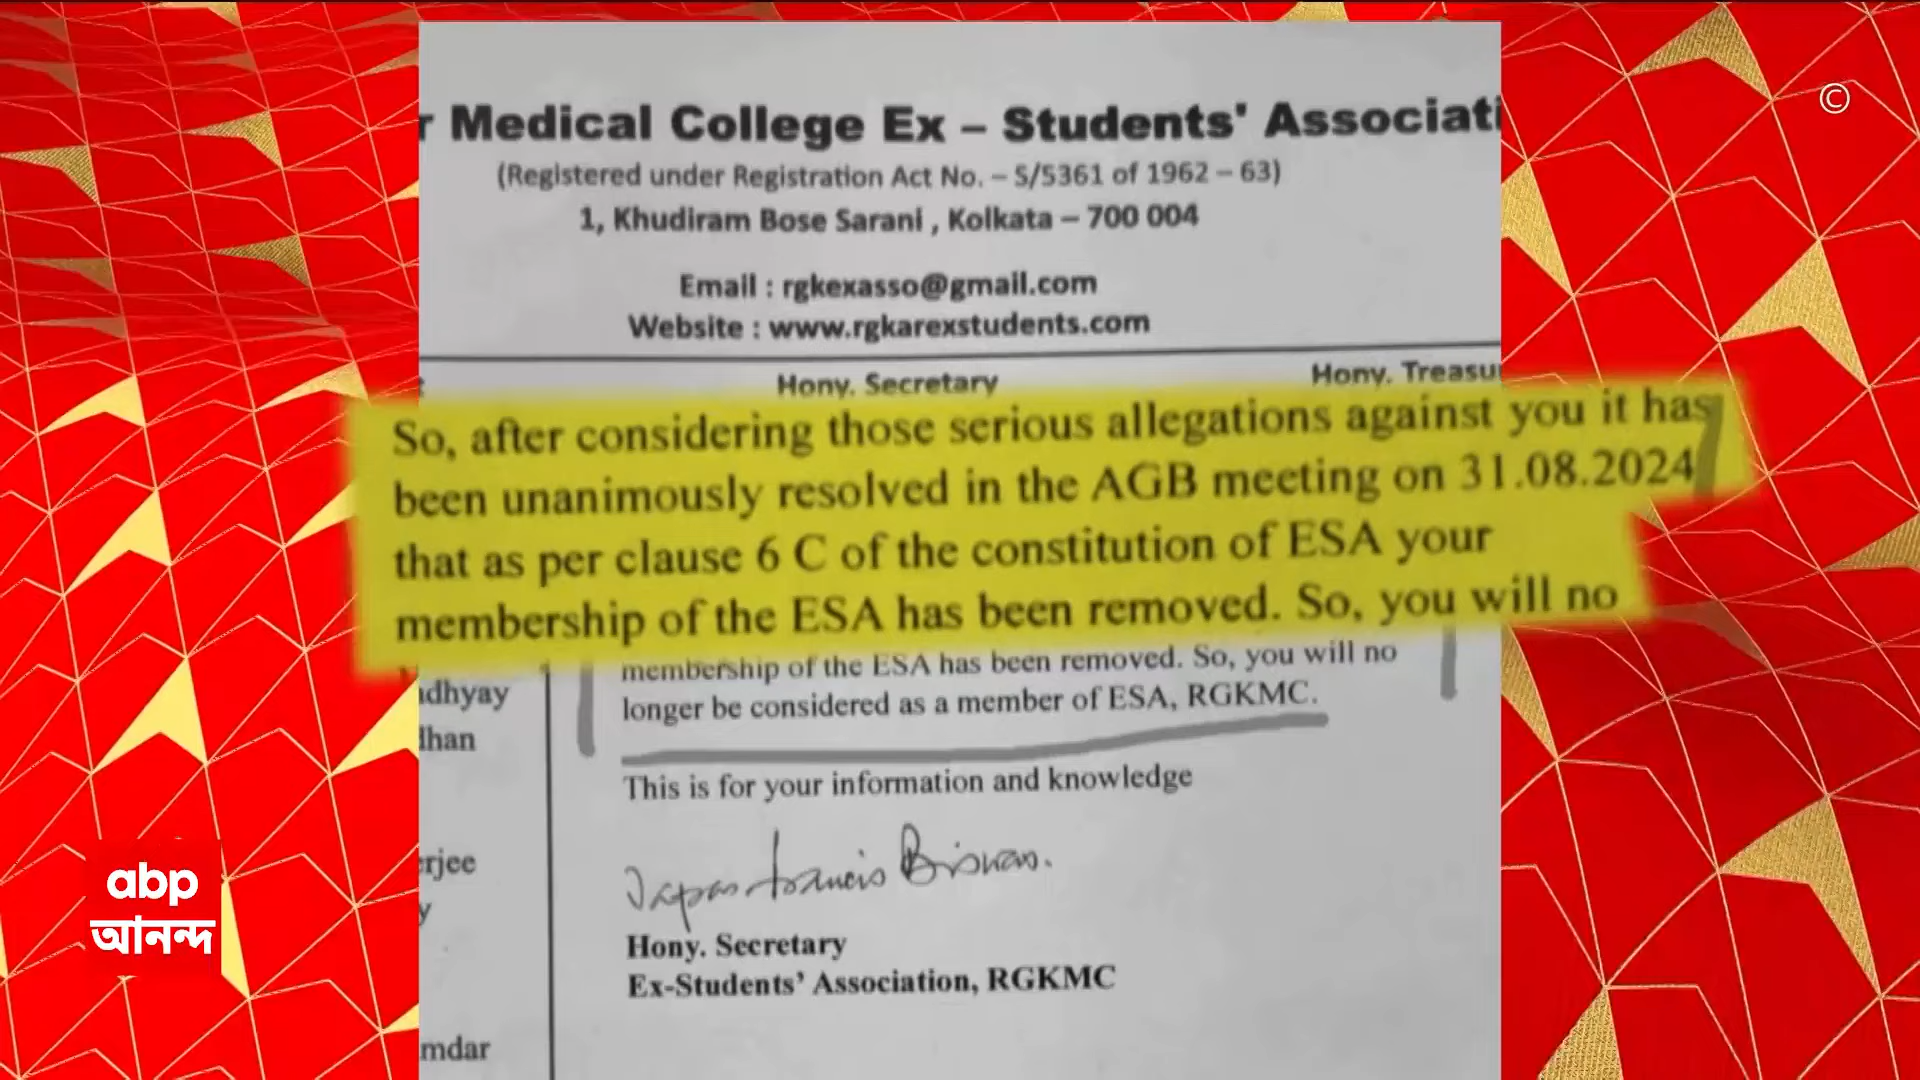 r Medical College Ex – Students' Associati
(Registered under Registration Act No. – S/5361 of 1962 – 63)
1, Khudiram Bose Sarani , Kolkata – 700 004
Email : rgkexasso@gmail.com
Website : www.rgkarexstudents.com
Hony. Secretary
Hony. Treasu
So, after considering those serious allegations against you it has
been unanimously resolved in the AGB meeting on 31.08.2024
that as per clause 6 C of the constitution of ESA your
membership of the ESA has been removed. So, you will no
membership of the ESA has been removed. So, you will no
longer be considered as a member of ESA, RGKMC.
This is for your information and knowledge
Tapas Francis Biswas.
Hony. Secretary
Ex-Students' Association, RGKMC
adhyay
dhan
erjee
y
mdar
©
abp
আনন্দ